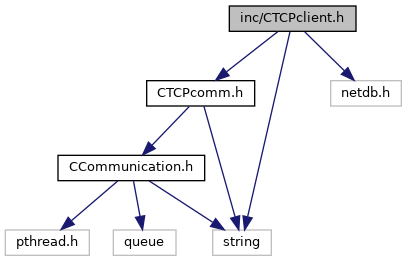 inc/CTCPclient.h
CTCPcomm.h
netdb.h
CCommunication.h
pthread.h
queue
string